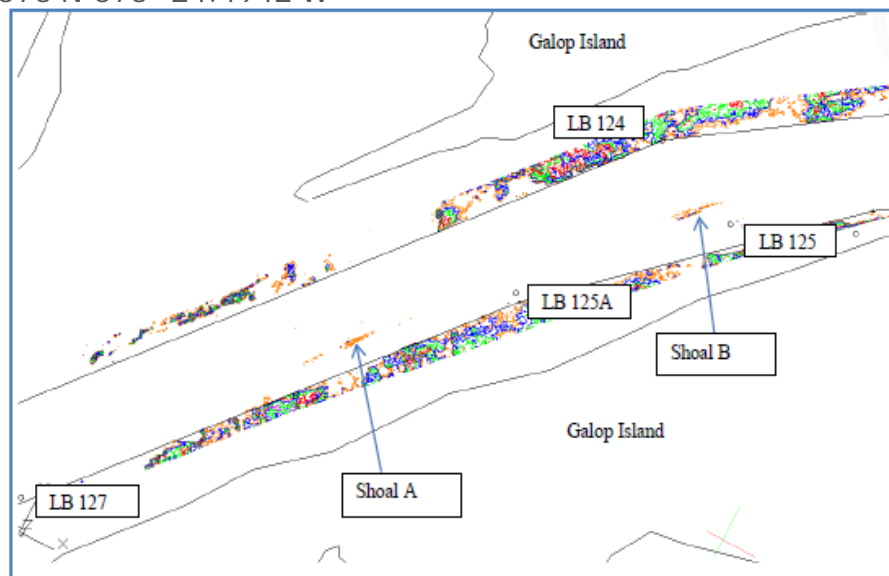 Galop Island
LB 124
LB 125
LB 125A
Shoal B
Galop Island
Shoal A
LB 127